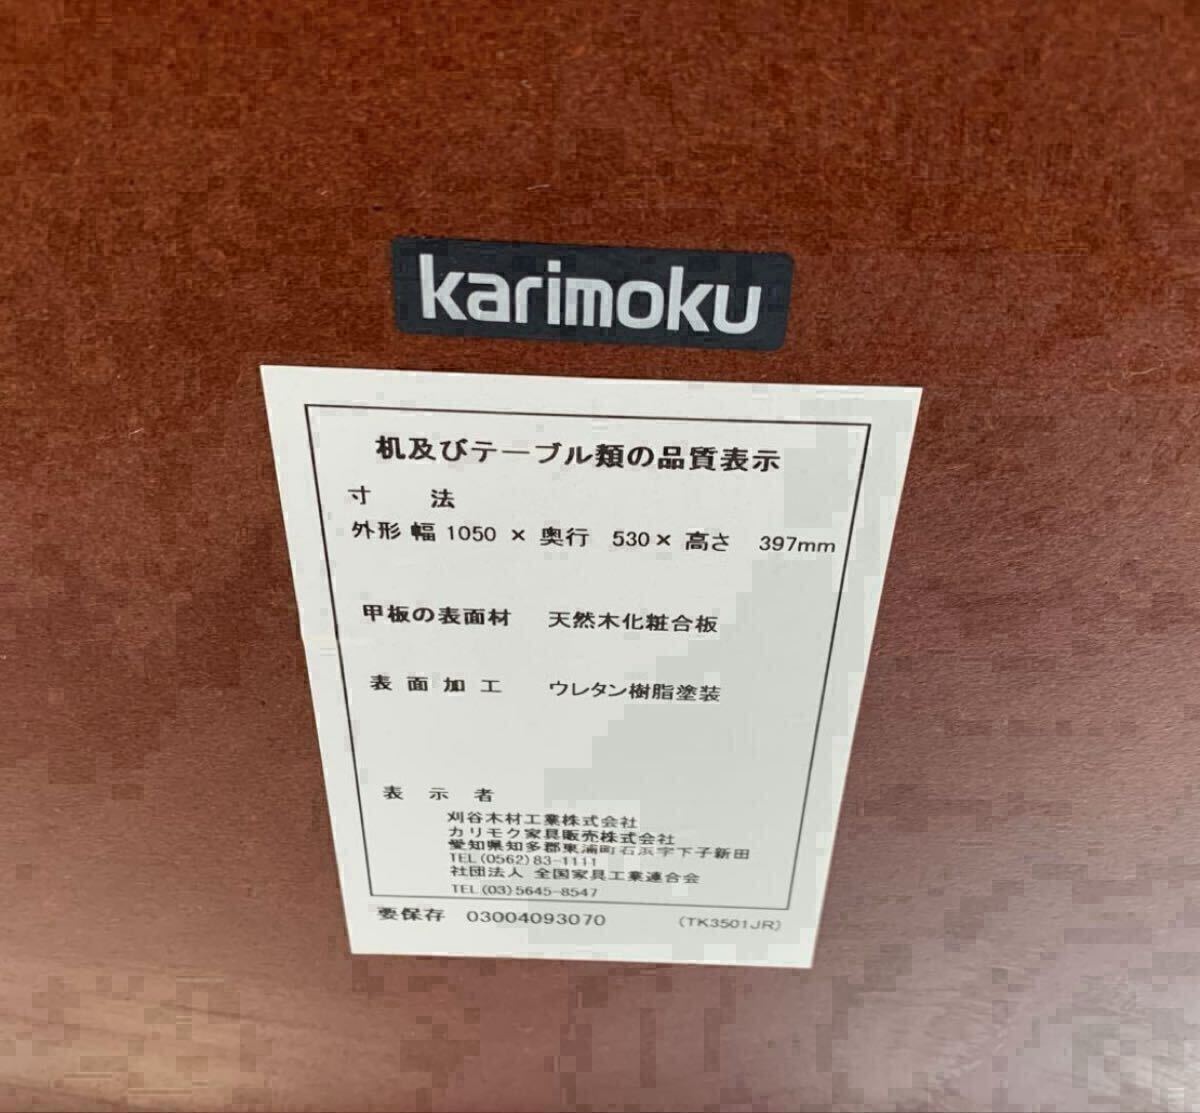 karimoku
机及びテーブル類の品質表示
寸 法
外形 幅 1050 × 奥行 530 × 高さ 397mm
甲板の表面材 天然木化粧合板
表面加工 ウレタン樹脂塗装
表示者
刈谷木材工業株式会社
カリモク家具販売株式会社
愛知県知多郡東浦町石浜字下子新田
TEL(0562)83-1111
社団法人 全国家具工業連合会
TEL(03)5645-8547
要保存 03004093070 (TK3501JR)